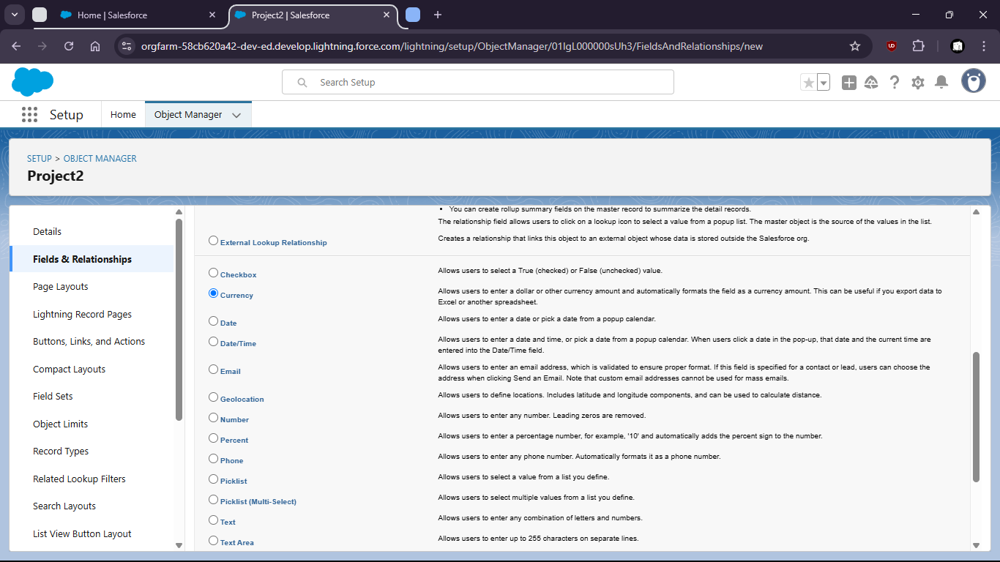 Home | Salesforce
Project2 | Salesforce
orgfarm-58cb620a42-dev-ed.develop.lightning.force.com/lightning/setup/ObjectManager/01IgL000000sUh3/FieldsAndRelationships/new
Search Setup
Setup
Home
Object Manager
SETUP > OBJECT MANAGER
Project2
Details
Fields & Relationships
Page Layouts
Lightning Record Pages
Buttons, Links, and Actions
Compact Layouts
Field Sets
Object Limits
Record Types
Related Lookup Filters
Search Layouts
List View Button Layout
• You can create rollup summary fields on the master record to summarize the detail records.
The relationship field allows users to click on a lookup icon to select a value from a popup list. The master object is the source of the values in the list.
External Lookup Relationship
Creates a relationship that links this object to an external object whose data is stored outside the Salesforce org.
Checkbox
Allows users to select a True (checked) or False (unchecked) value.
Currency
Allows users to enter a dollar or other currency amount and automatically formats the field as a currency amount. This can be useful if you export data to
Excel or another spreadsheet.
Date
Allows users to enter a date or pick a date from a popup calendar.
Date/Time
Allows users to enter a date and time, or pick a date from a popup calendar. When users click a date in the pop-up, that date and the current time are
entered into the Date/Time field.
Email
Allows users to enter an email address, which is validated to ensure proper format. If this field is specified for a contact or lead, users can choose the
address when clicking Send an Email. Note that custom email addresses cannot be used for mass emails.
Geolocation
Allows users to define locations. Includes latitude and longitude components, and can be used to calculate distance.
Number
Allows users to enter any number. Leading zeros are removed.
Percent
Allows users to enter a percentage number, for example, '10' and automatically adds the percent sign to the number.
Phone
Allows users to enter any phone number. Automatically formats it as a phone number.
Picklist
Allows users to select a value from a list you define.
Picklist (Multi-Select)
Allows users to select multiple values from a list you define.
Text
Allows users to enter any combination of letters and numbers.
Text Area
Allows users to enter up to 255 characters on separate lines.